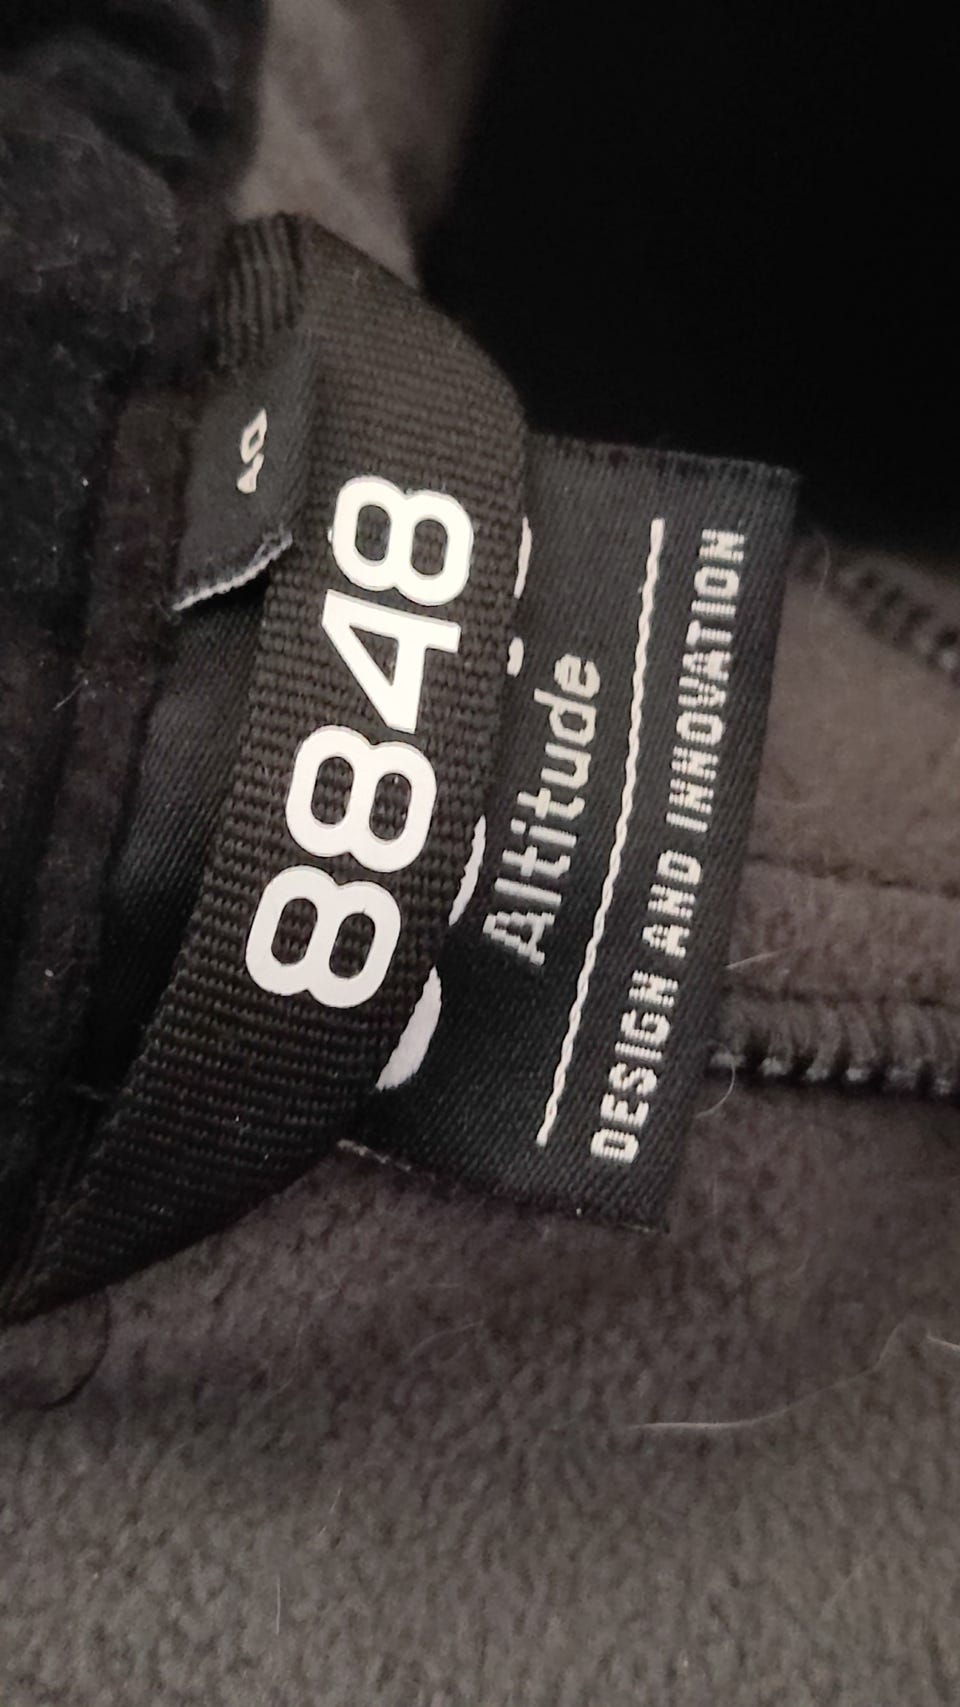 40
8848
Altitude
DESIGN AND INNOVATION